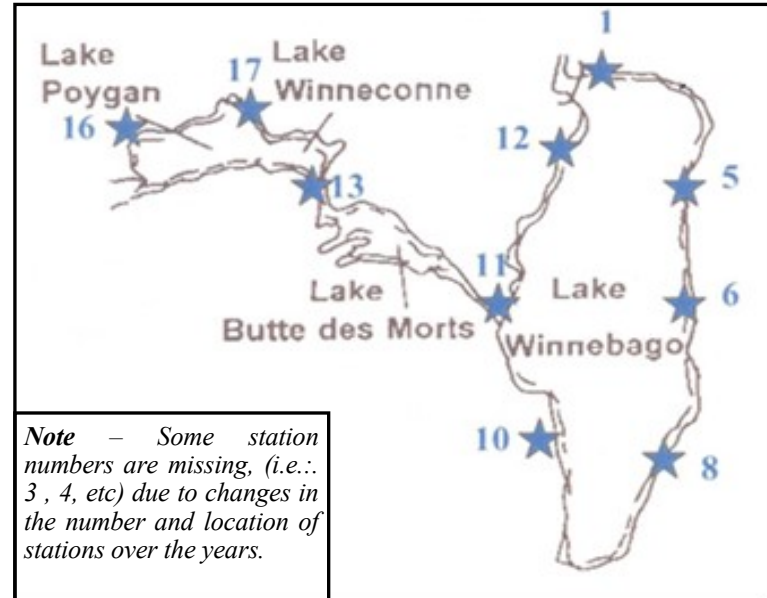 1
Lake
Poygan
17
Lake
Winneconne
16
12
13
5
11
Lake
Butte des Morts
Lake
Winnebago
6
10
8
Note – Some station
numbers are missing, (i.e.:.
3 , 4, etc) due to changes in
the number and location of
stations over the years.